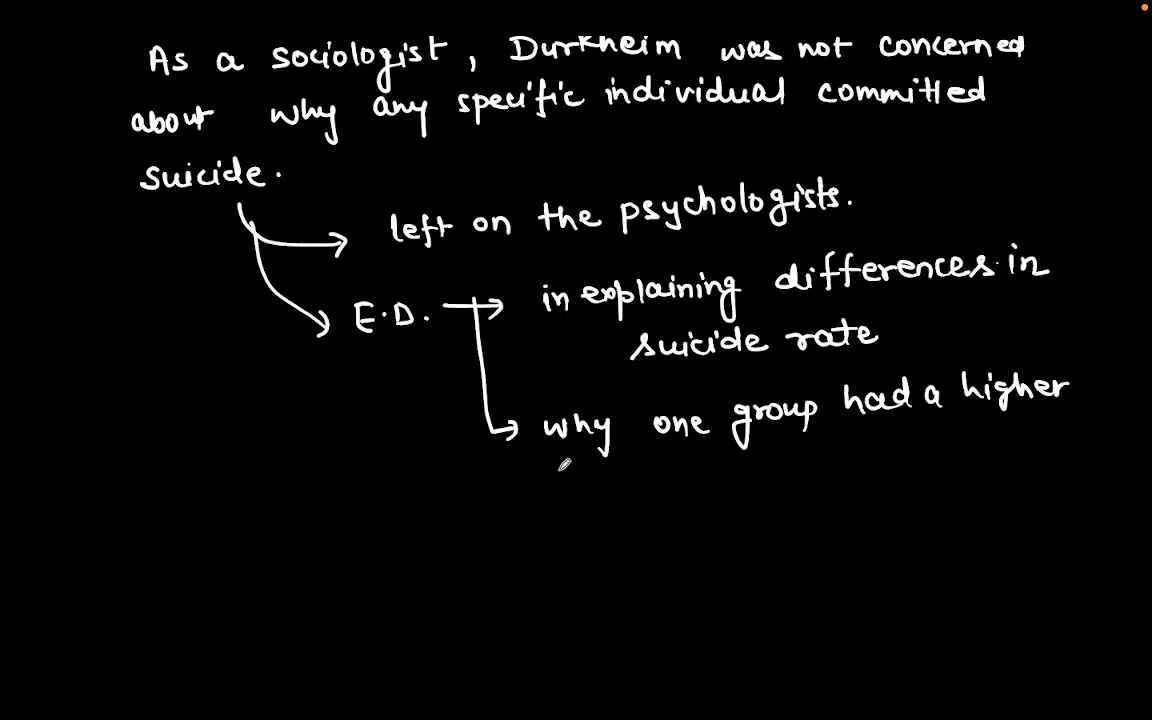 As a sociologist, Durkheim was not concerned
about why any specific individual committed
suicide.
left on the psychologists.
E.D. in explaining differences in
suicide rate
why one group had a higher